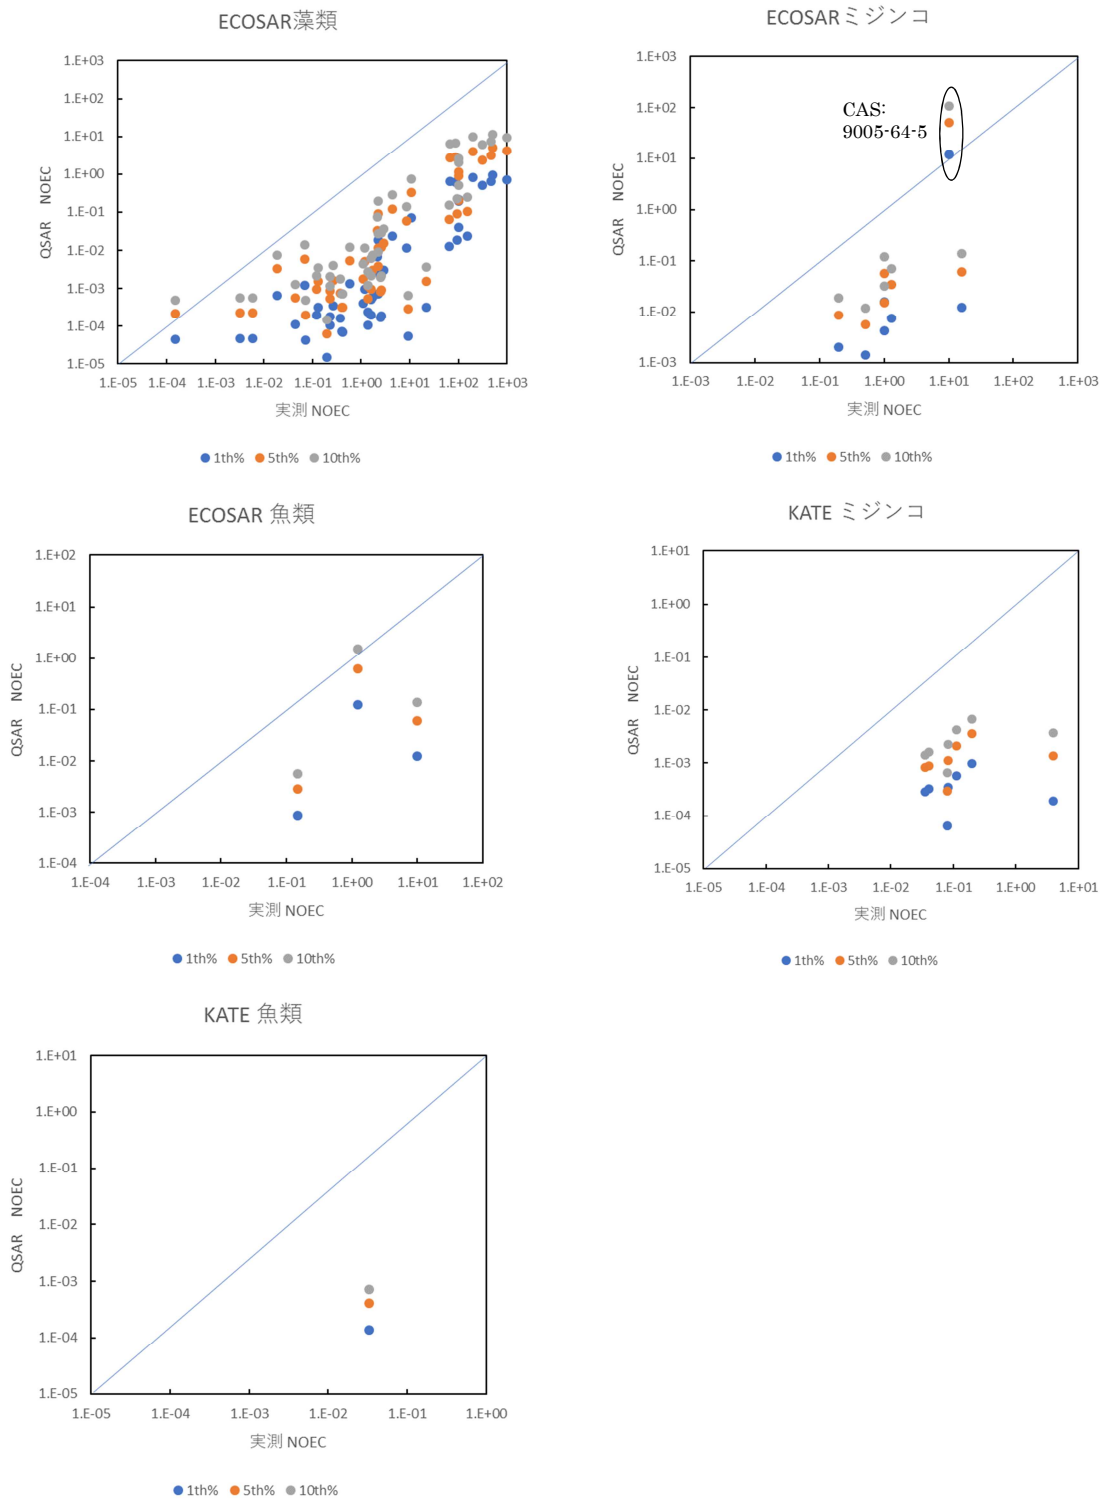 ECOSAR藻類
1.E+03
1.E+02
1.E+01
1.E+00
1.E-01
1.E-02
1.E-03
1.E-04
1.E-05
QSAR NOEC
1.E-05 1.E-04 1.E-03 1.E-02 1.E-01 1.E+00 1.E+01 1.E+02 1.E+03
実測 NOEC
1th% 5th% 10th%
ECOSARミジンコ
1.E+03
1.E+02
1.E+01
1.E+00
1.E-01
1.E-02
1.E-03
QSAR NOEC
CAS:
9005-64-5
1.E-03 1.E-02 1.E-01 1.E+00 1.E+01 1.E+02 1.E+03
実測 NOEC
1th% 5th% 10th%
ECOSAR 魚類
1.E+02
1.E+01
1.E+00
1.E-01
1.E-02
1.E-03
1.E-04
QSAR NOEC
1.E-04 1.E-03 1.E-02 1.E-01 1.E+00 1.E+01 1.E+02
実測 NOEC
1th% 5th% 10th%
KATE ミジンコ
1.E+01
1.E+00
1.E-01
1.E-02
1.E-03
1.E-04
1.E-05
QSAR NOEC
1.E-05 1.E-04 1.E-03 1.E-02 1.E-01 1.E+00 1.E+01
実測 NOEC
1th% 5th% 10th%
KATE 魚類
1.E+01
1.E+00
1.E-01
1.E-02
1.E-03
1.E-04
1.E-05
QSAR NOEC
1.E-05 1.E-04 1.E-03 1.E-02 1.E-01 1.E+00
実測 NOEC
1th% 5th% 10th%